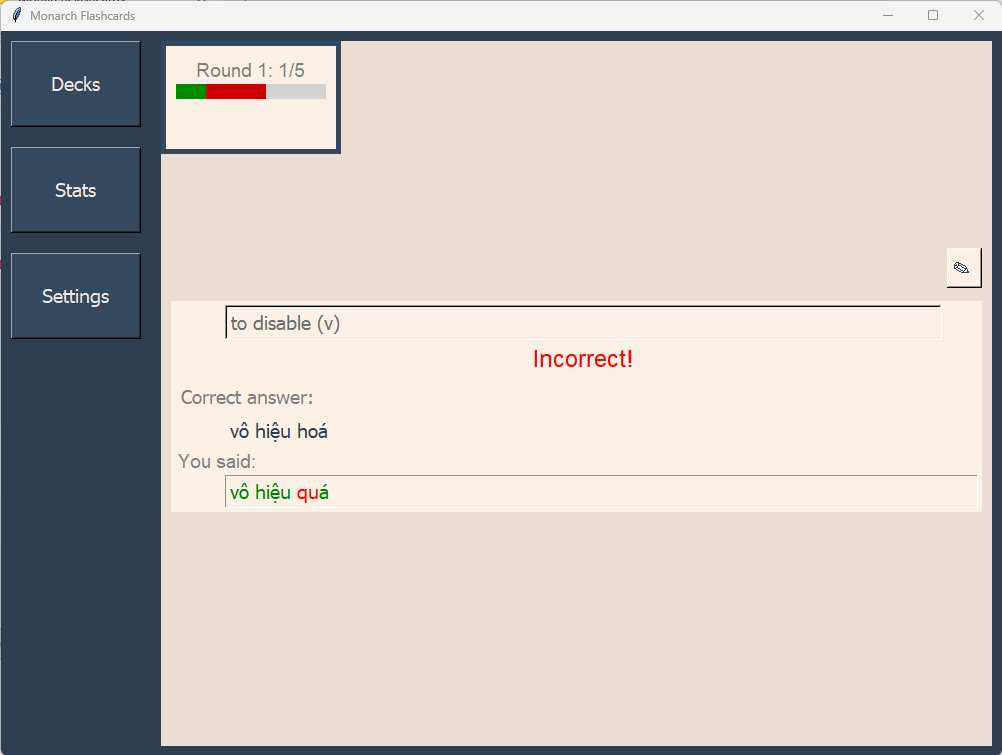 Monarch Flashcards
Decks
Stats
Settings
Round 1: 1/5
to disable (v)
Incorrect!
Correct answer:
vô hiệu hoá
You said:
vô hiệu quá